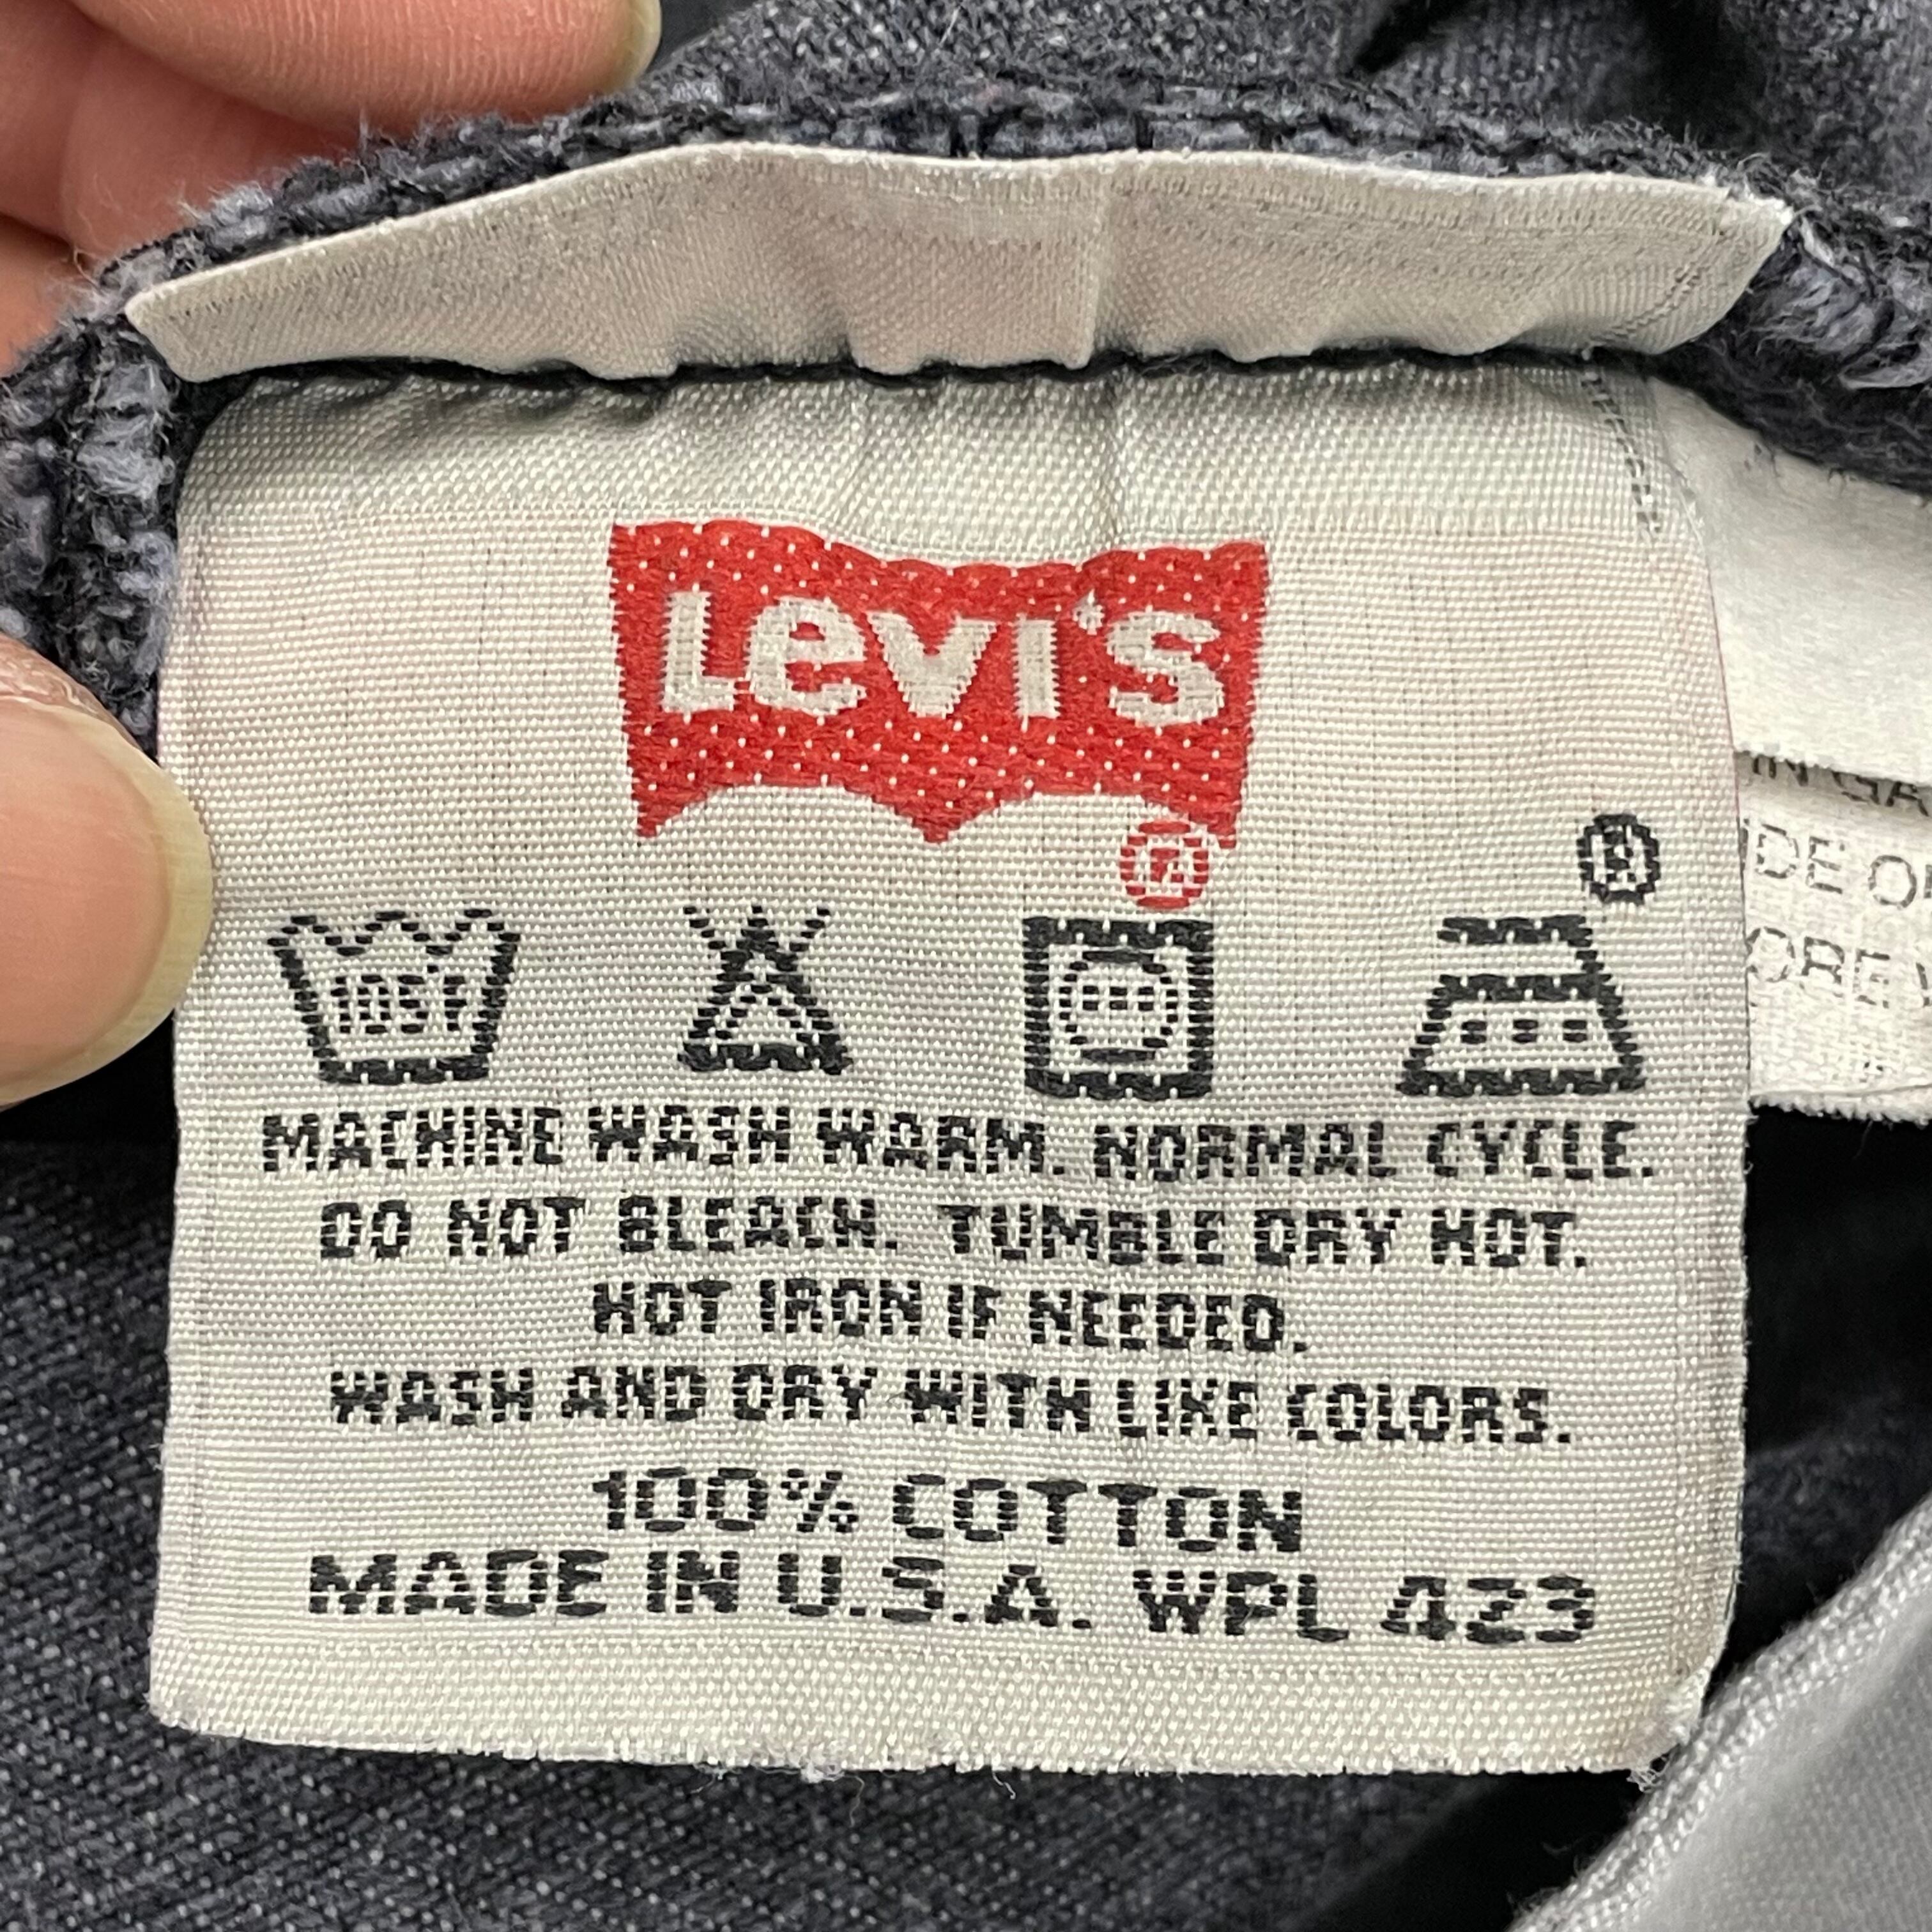 Levi's
®
®
105°F
MACHINE WASH WARM. NORMAL CYCLE.
DO NOT BLEACH. TUMBLE DRY HOT.
HOT IRON IF NEEDED.
WASH AND DRY WITH LIKE COLORS.
100% COTTON
MADE IN U.S.A. WPL 423